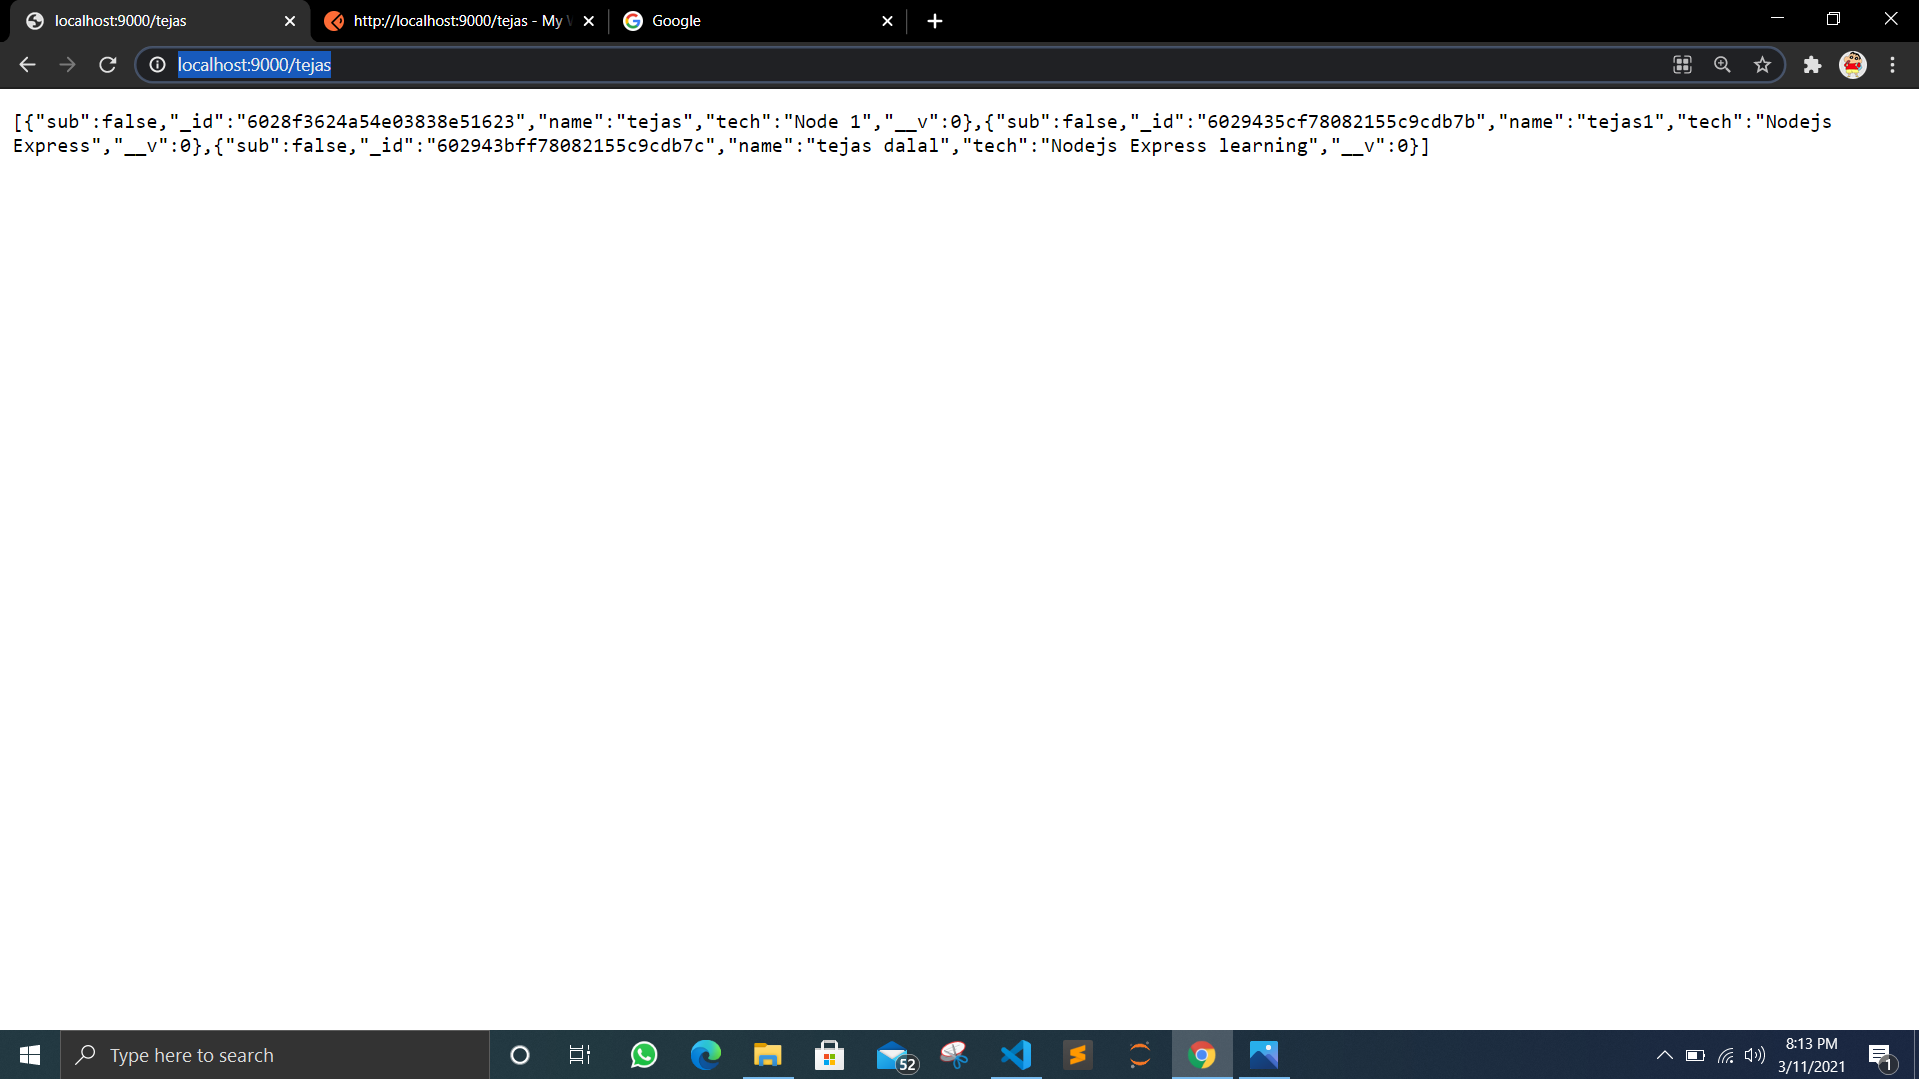 localhost:9000/tejas
http://localhost:9000/tejas - My
Google
localhost:9000/tejas
[{"sub":false,"_id":"6028f3624a54e03838e51623","name":"tejas","tech":"Node 1","__v":0},{"sub":false,"_id":"6029435cf78082155c9cdb7b","name":"tejas1","tech":"Nodejs
Express","__v":0},{"sub":false,"_id":"602943bff78082155c9cdb7c","name":"tejas dalal","tech":"Nodejs Express learning","__v":0}]
Type here to search
52
8:13 PM
3/11/2021
1